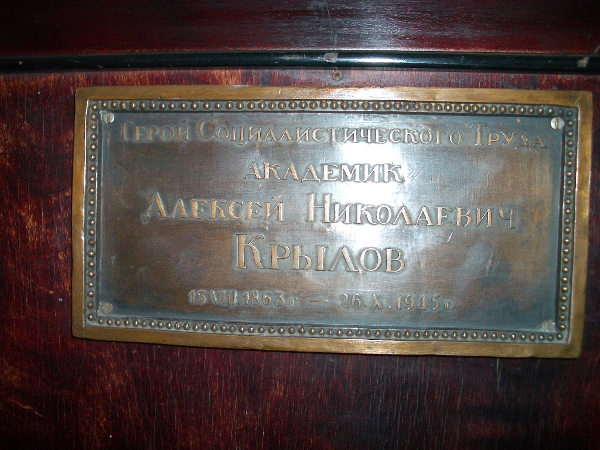 Герой Социалистического Труда
академик
Алексей Николаевич
Крылов
15 VIII 1863 г — 26. X. 1945 г